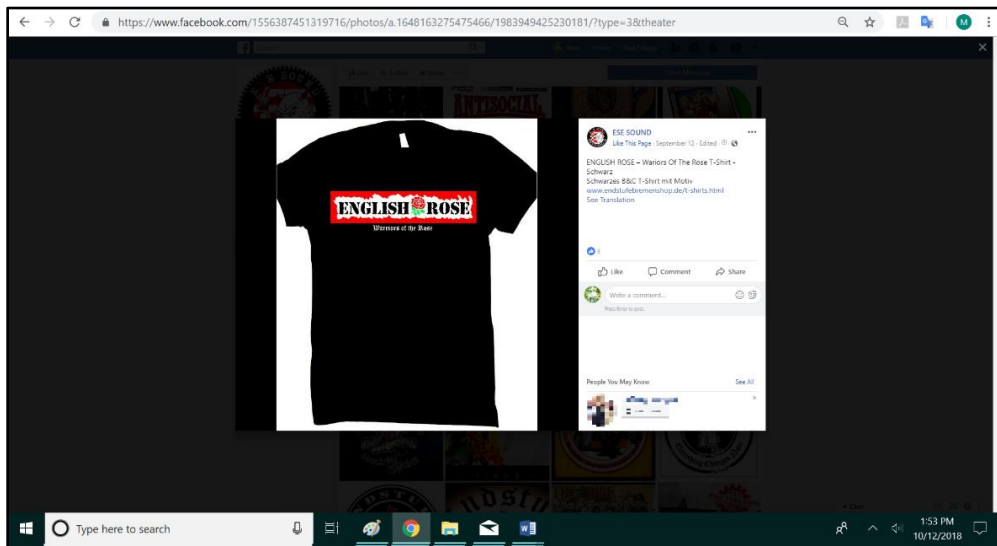 https://www.facebook.com/1556387451319716/photos/a.1648163275475466/1983949425230181/?type=3&theater
M
ANTISOCIAL
ENGLISH ROSE
Warriors of the Rose
ESE SOUND
Like This Page · September 12 · Edited ·
ENGLISH ROSE – Wariors Of The Rose T-Shirt -
Schwarz
Schwarzes B&C T-Shirt mit Motiv
www.endstufebremenshop.de/t-shirts.html
See Translation
3
Like Comment Share
Write a comment...
Press Enter to post.
People You May Know See All
Type here to search
1:53 PM
10/12/2018